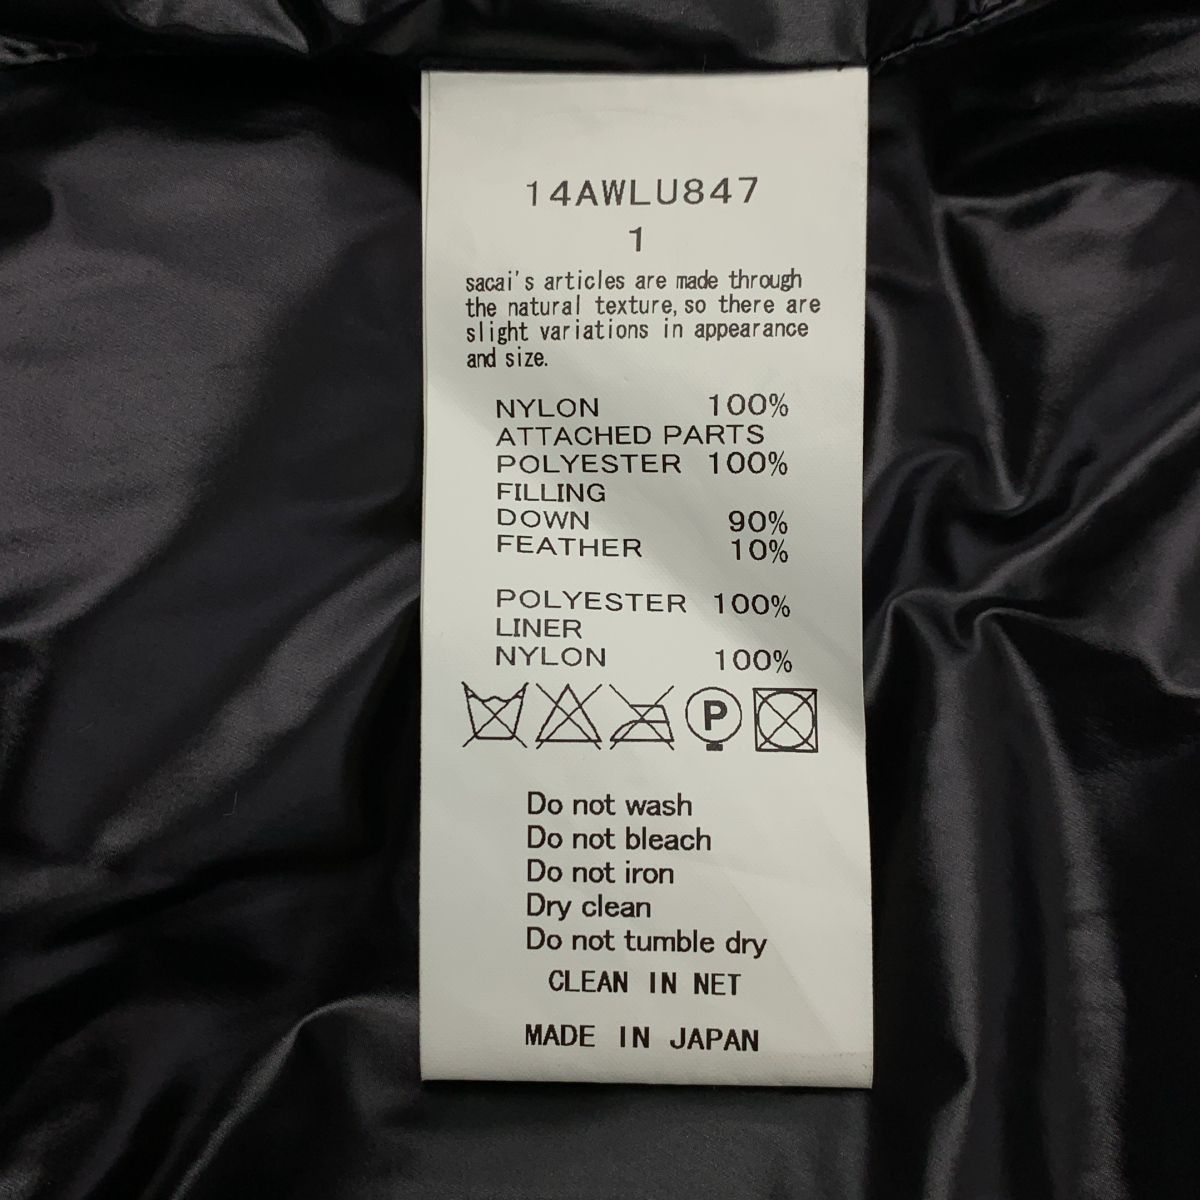 14AWLU847
1
sacai's articles are made through
the natural texture, so there are
slight variations in appearance
and size.
NYLON 100%
ATTACHED PARTS
POLYESTER 100%
FILLING
DOWN 90%
FEATHER 10%
POLYESTER 100%
LINER
NYLON 100%
P
Do not wash
Do not bleach
Do not iron
Dry clean
Do not tumble dry
CLEAN IN NET
MADE IN JAPAN